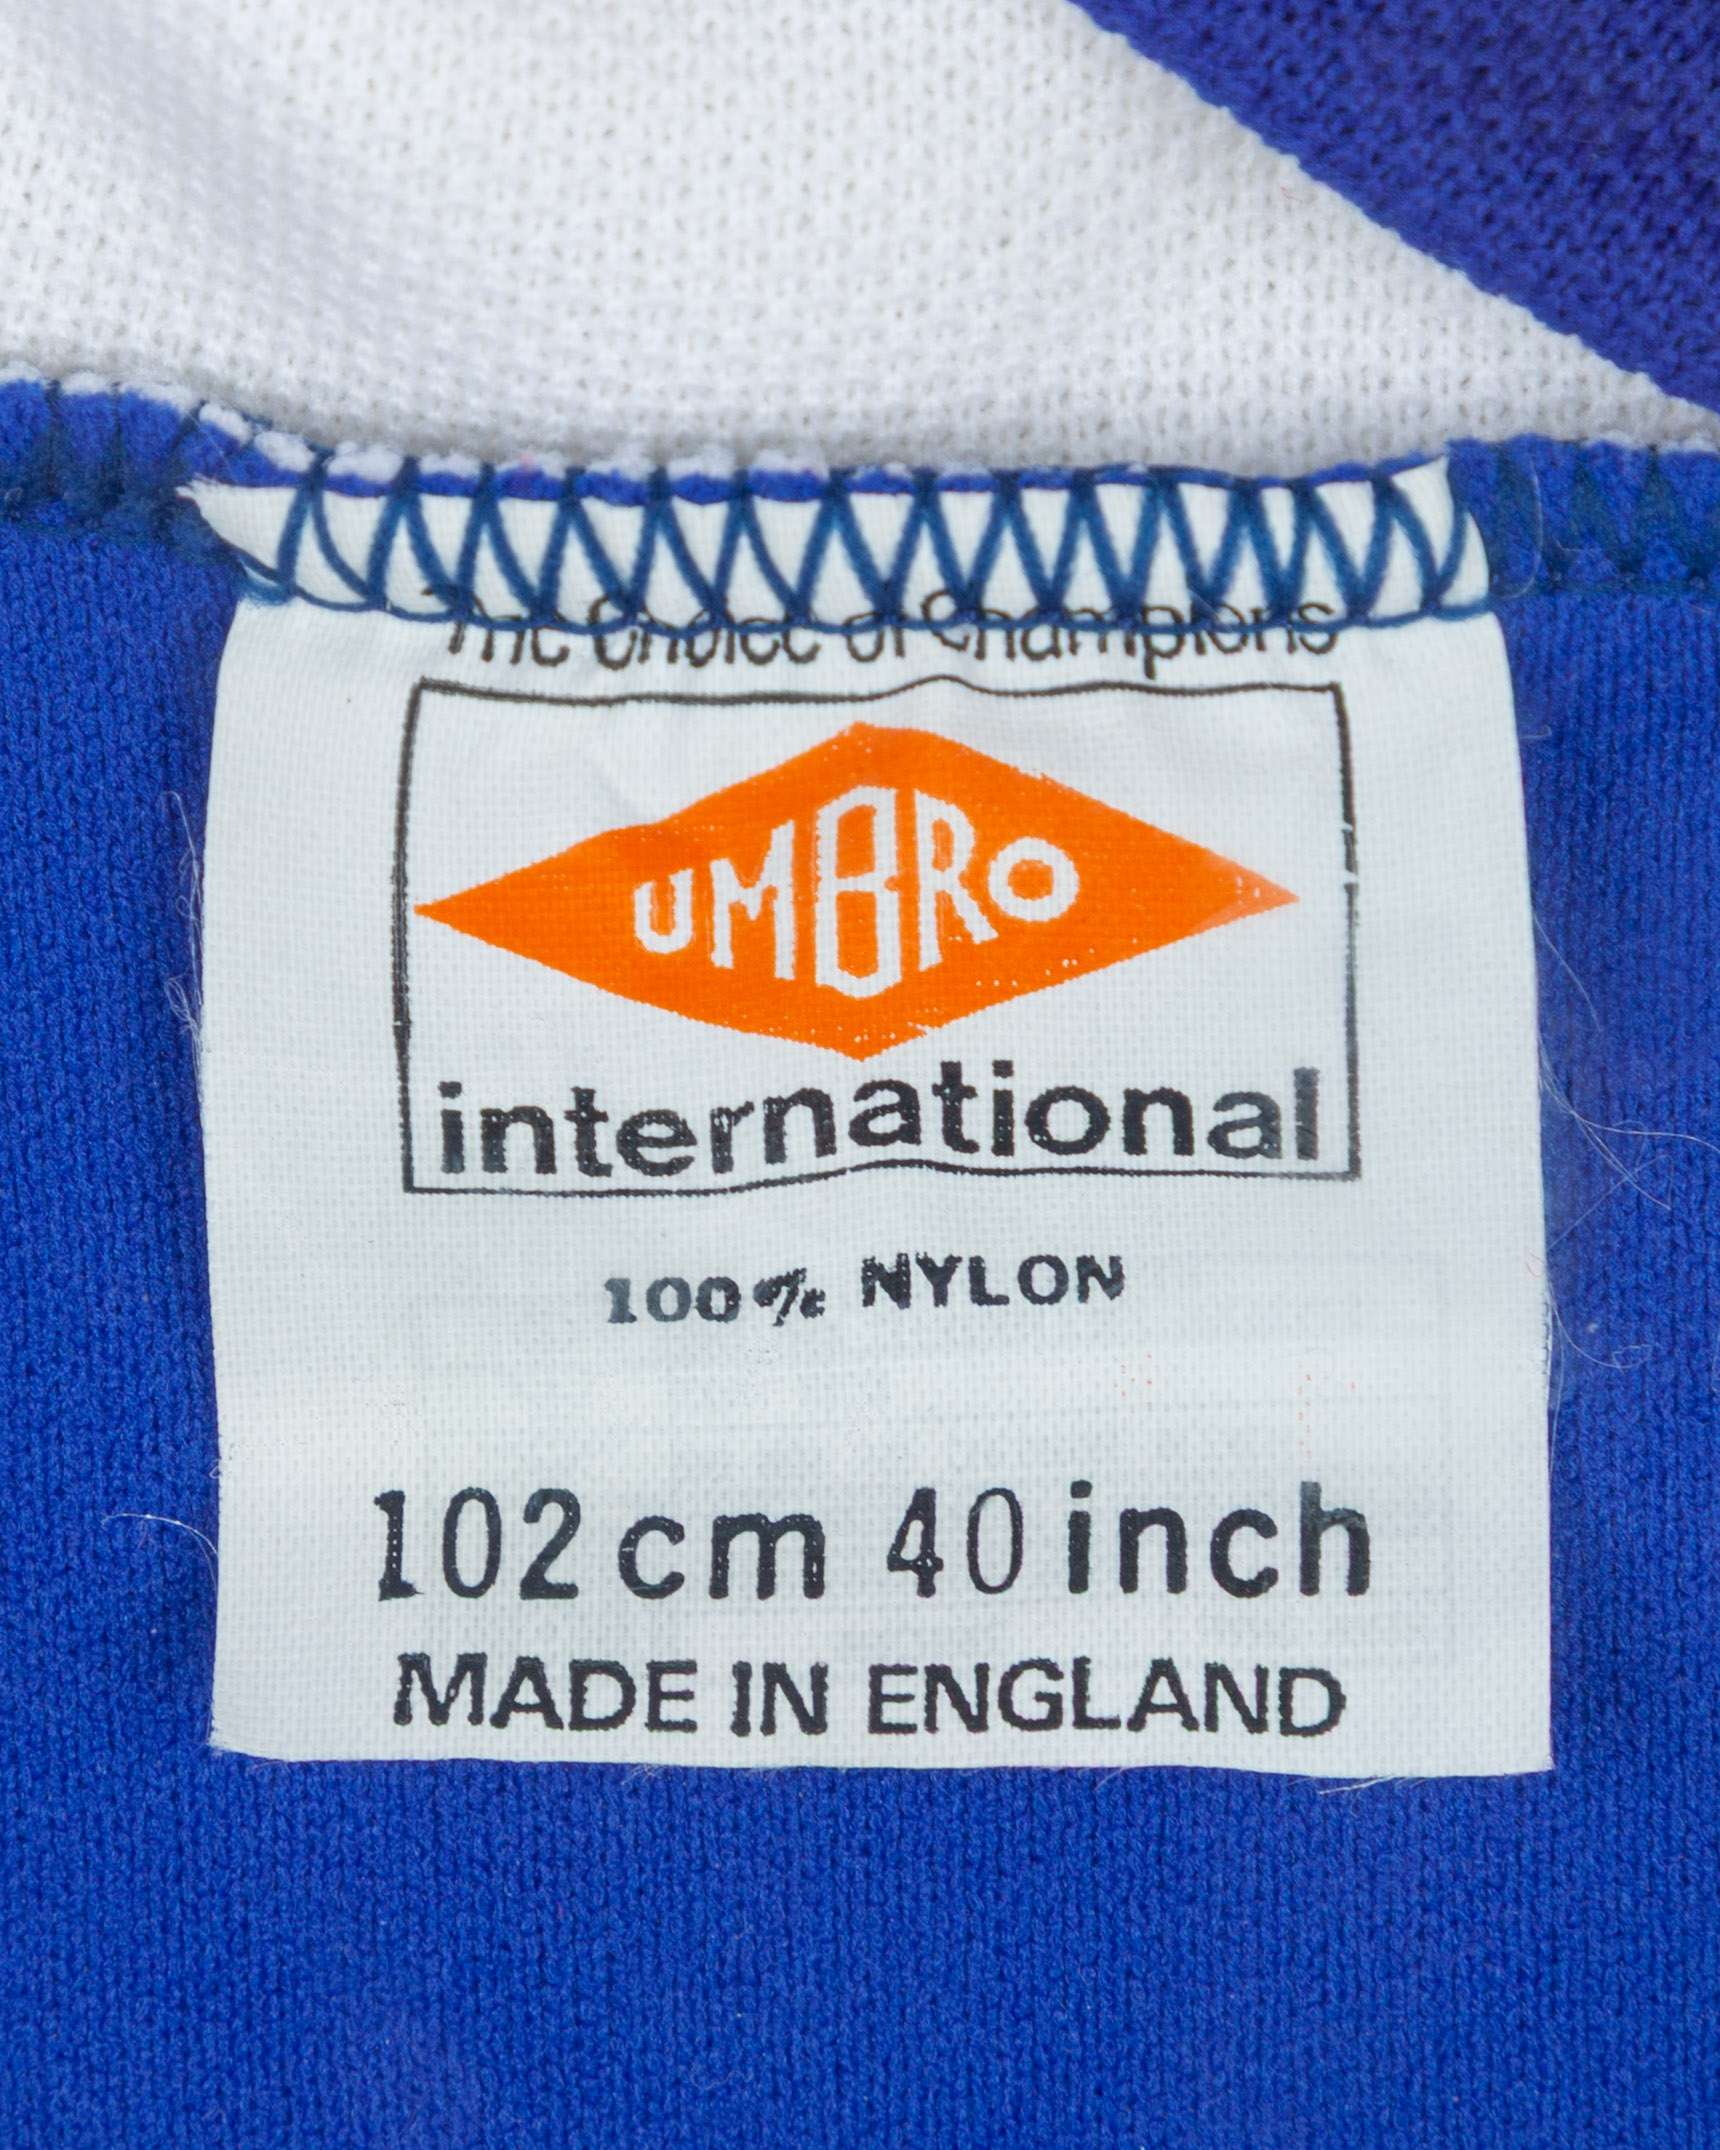 The Choice of Champions
UMBRO
international
100% NYLON
102 cm 40 inch
MADE IN ENGLAND